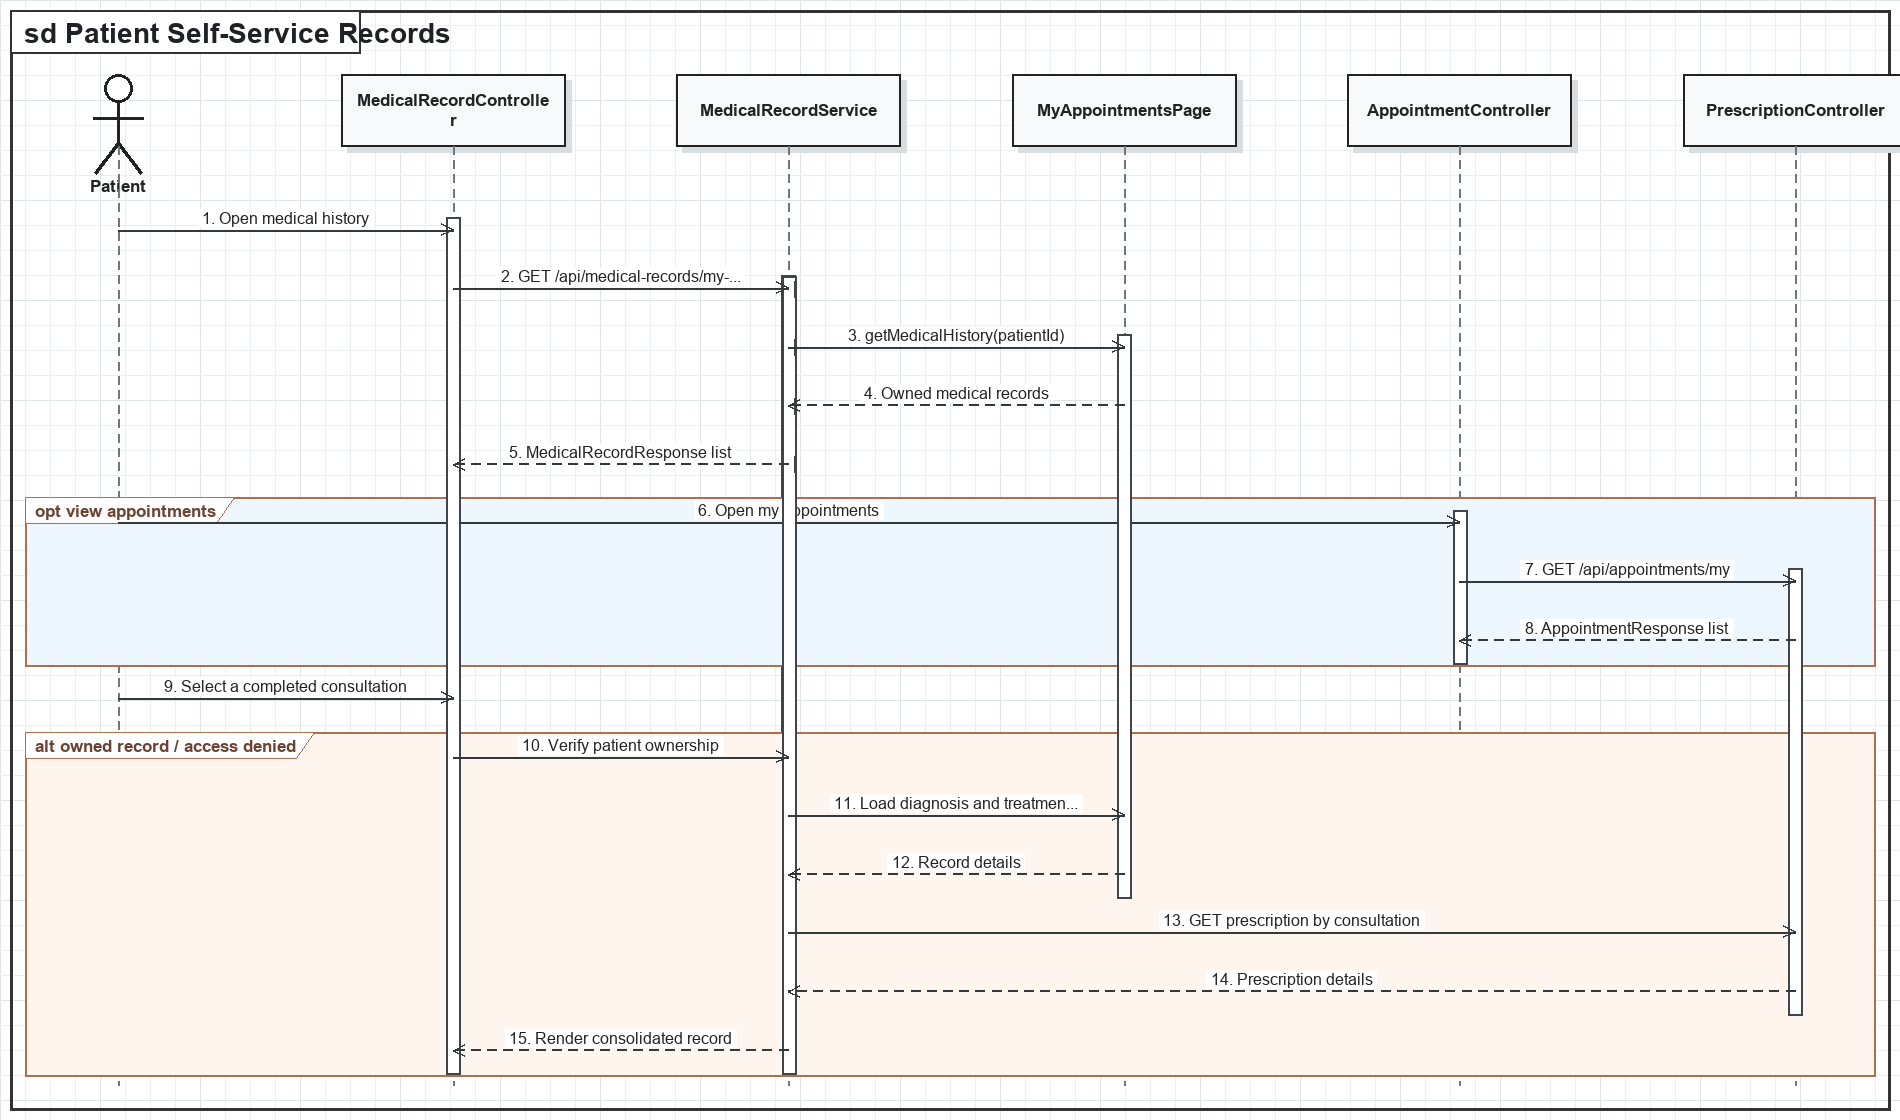 sd Patient Self-Service Records
Patient
MedicalRecordControlle
r
MedicalRecordService
MyAppointmentsPage
AppointmentController
PrescriptionController
1. Open medical history
2. GET /api/medical-records/my-...
3. getMedicalHistory(patientId)
4. Owned medical records
5. MedicalRecordResponse list
opt view appointments
6. Open my appointments
7. GET /api/appointments/my
8. AppointmentResponse list
9. Select a completed consultation
alt owned record / access denied
10. Verify patient ownership
11. Load diagnosis and treatmen...
12. Record details
13. GET prescription by consultation
14. Prescription details
15. Render consolidated record